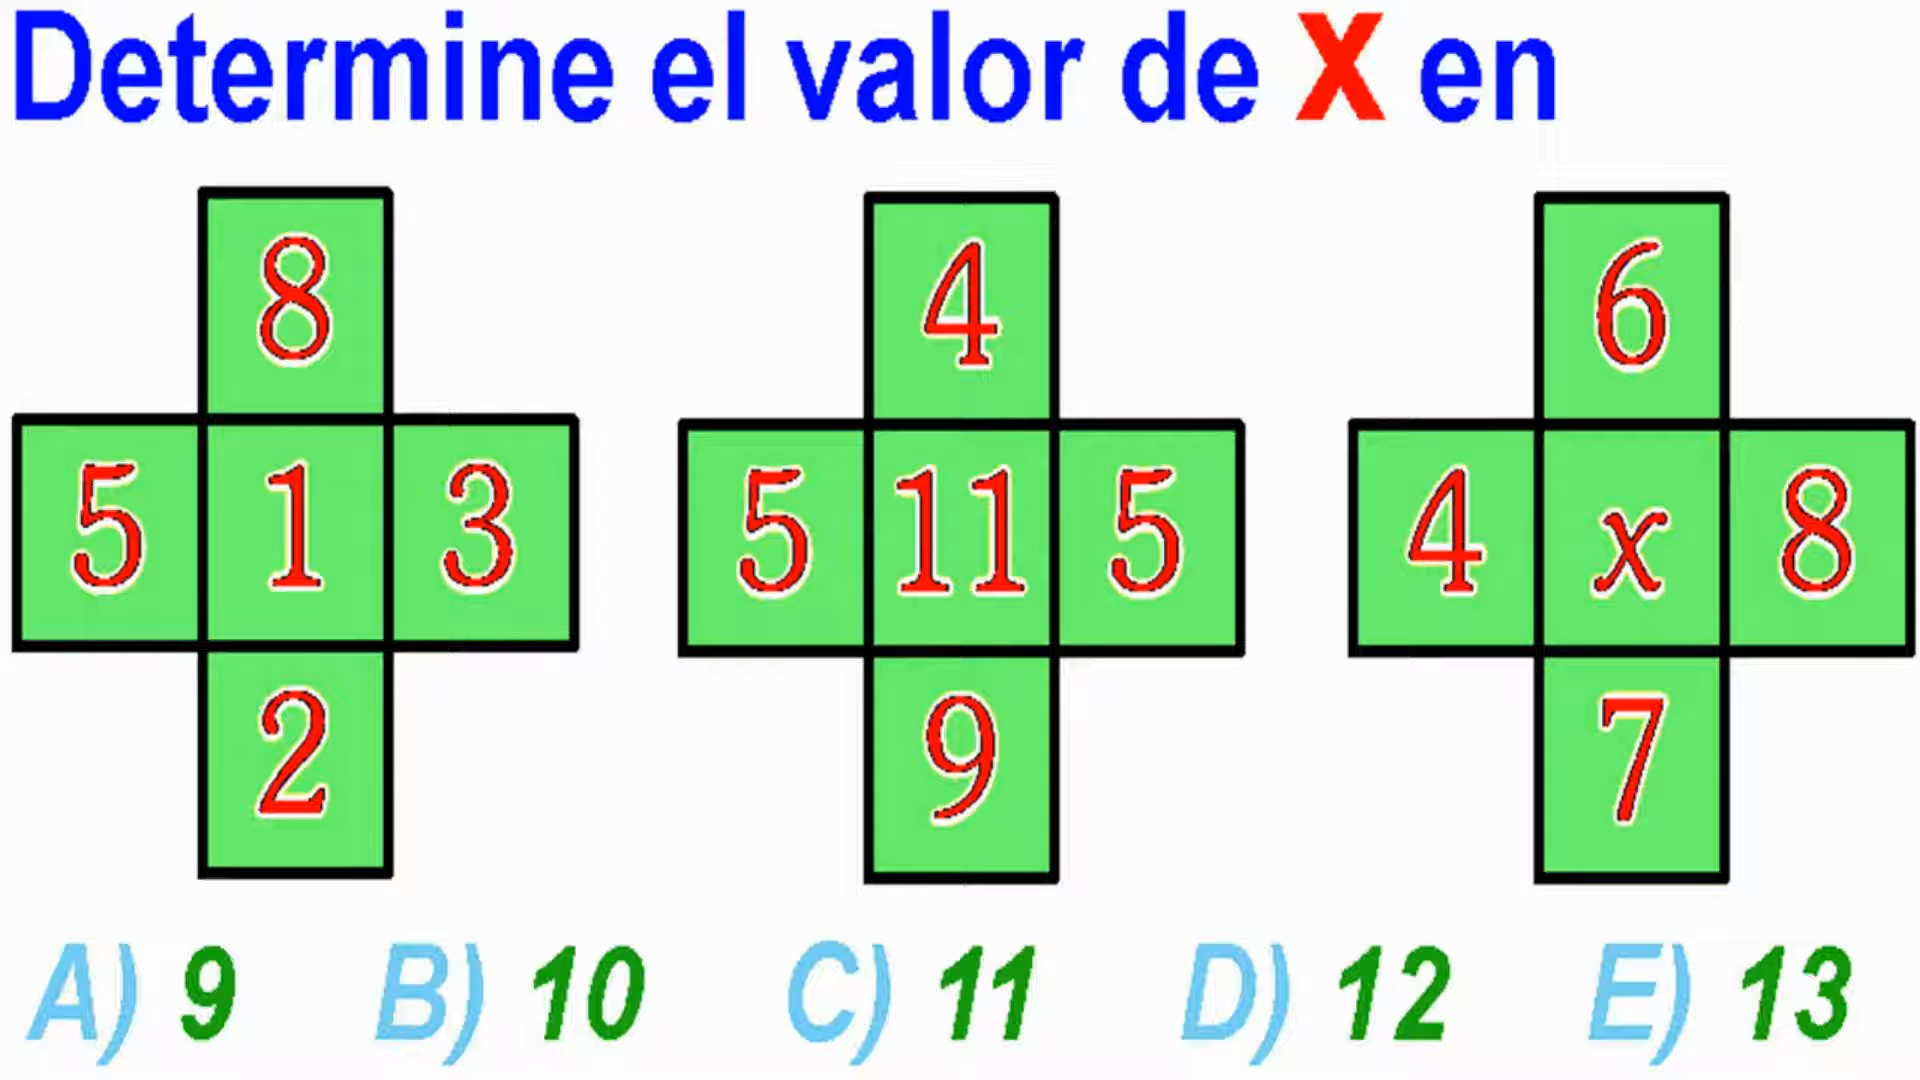 Determine el valor de X en
8 4 6
5 1 3 5 11 5 4 x 8
2 9 7
A) 9 B) 10 C) 11 D) 12 E) 13